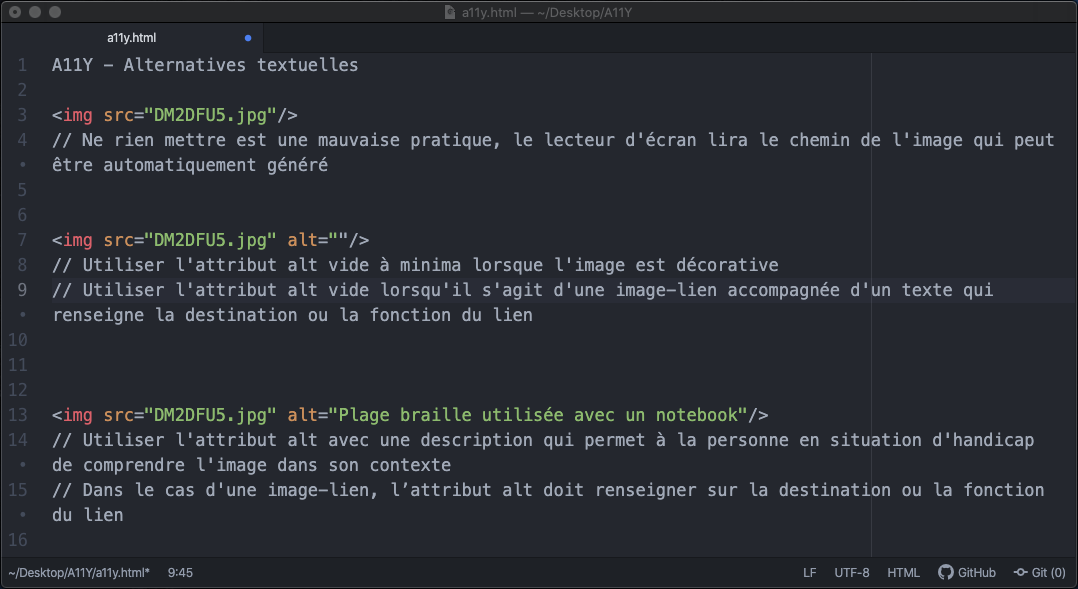 a11y.html — ~/Desktop/A11Y
a11y.html
1 A11Y – Alternatives textuelles
2
3 <img src="DM2DFU5.jpg"/>
4 // Ne rien mettre est une mauvaise pratique, le lecteur d'écran lira le chemin de l'image qui peut
• être automatiquement généré
5
6
7 <img src="DM2DFU5.jpg" alt=""/>
8 // Utiliser l'attribut alt vide à minima lorsque l'image est décorative
9 // Utiliser l'attribut alt vide lorsqu'il s'agit d'une image-lien accompagnée d'un texte qui
• renseigne la destination ou la fonction du lien
10
11
12
13 <img src="DM2DFU5.jpg" alt="Plage braille utilisée avec un notebook"/>
14 // Utiliser l'attribut alt avec une description qui permet à la personne en situation d'handicap
• de comprendre l'image dans son contexte
15 // Dans le cas d'une image-lien, l’attribut alt doit renseigner sur la destination ou la fonction
• du lien
16
~/Desktop/A11Y/a11y.html* 9:45 LF UTF-8 HTML GitHub Git (0)